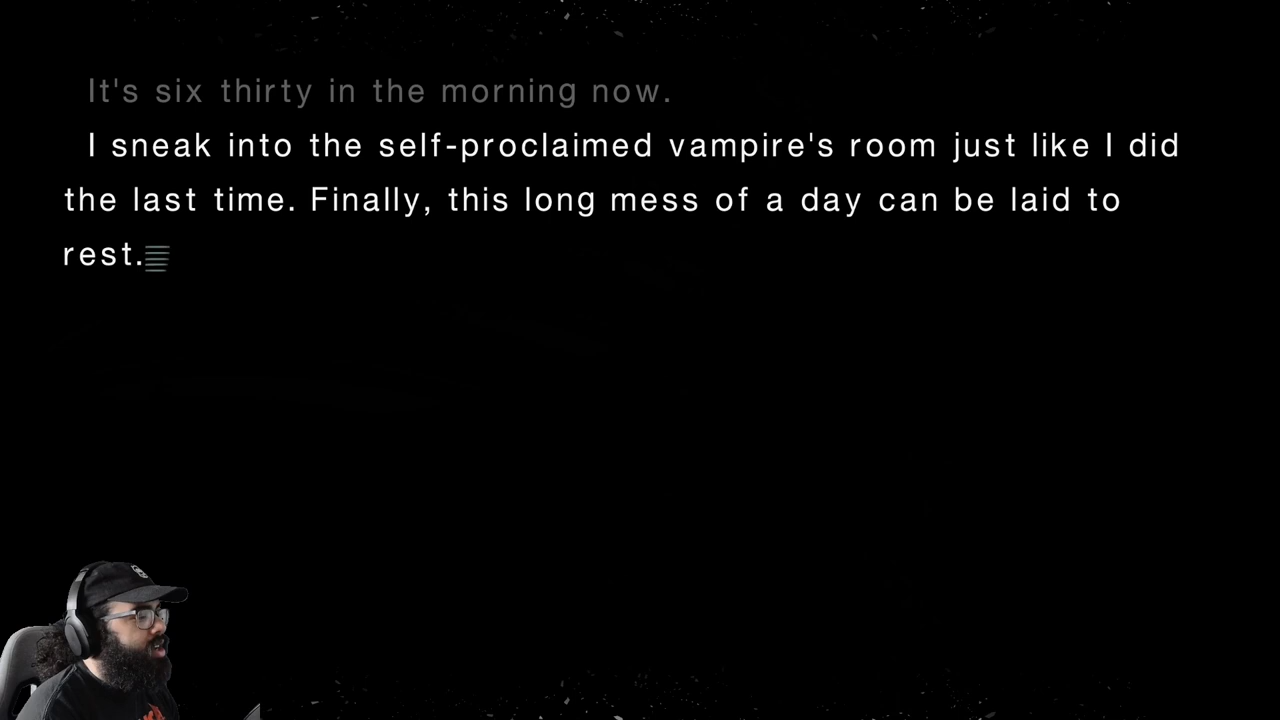 It's six thirty in the morning now.
I sneak into the self-proclaimed vampire's room just like I did
the last time. Finally, this long mess of a day can be laid to
rest.